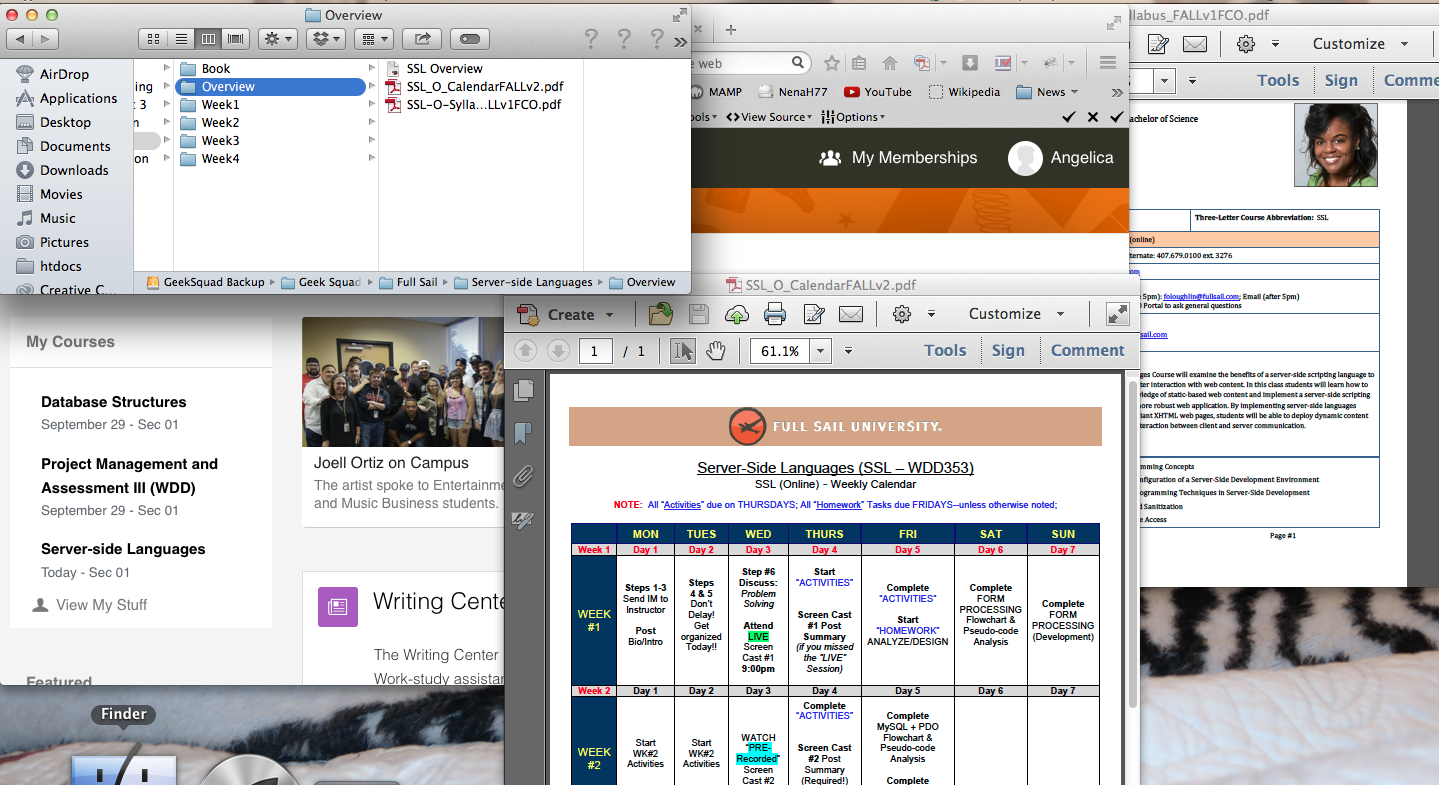 Overview
AirDrop
Applications
Desktop
Documents
Downloads
Movies
Music
Pictures
htdocs
Creative C...
ing
t 3
n
on
Book
Overview
Week1
Week2
Week3
Week4
SSL Overview
SSL_O_CalendarFALLv2.pdf
SSL-O-Sylla...LLv1FCO.pdf
GeekSquad Backup
Geek Squad
Full Sail
Server-side Languages
Overview
e web
MAMP
NenaH77
YouTube
Wikipedia
News
ools
View Source
Options
My Memberships
Angelica
My Courses
Database Structures
September 29 - Sec 01
Project Management and
Assessment III (WDD)
September 29 - Sec 01
Server-side Languages
Today - Sec 01
View My Stuff
Featured
Joell Ortiz on Campus
The artist spoke to Entertainme
and Music Business students.
Writing Cente
The Writing Center
Work-study assistan
Finder
SSL_O_CalendarFALLv2.pdf
Create
Customize
1 / 1
61.1%
Tools
Sign
Comment
FULL SAIL UNIVERSITY.
Server-Side Languages (SSL – WDD353)
SSL (Online) - Weekly Calendar
NOTE: All "Activities" due on THURSDAYS; All "Homework" Tasks due FRIDAYS--unless otherwise noted;
MON TUES WED THURS FRI SAT SUN
Week 1 Day 1 Day 2 Day 3 Day 4 Day 5 Day 6 Day 7
WEEK
#1
Steps 1-3
Send IM to
Instructor
Post
Bio/Intro
Steps
4 & 5
Don't
Delay!
Get
organized
Today!!
Step #6
Discuss:
Problem
Solving
Attend
LIVE
Screen
Cast #1
9:00pm
Start
"ACTIVITIES"
Screen Cast
#1 Post
Summary
(if you missed
the "LIVE"
Session)
Complete
"ACTIVITIES"
Start
"HOMEWORK"
ANALYZE/DESIGN
Complete
FORM
PROCESSING
Flowchart &
Pseudo-code
Analysis
Complete
FORM
PROCESSING
(Development)
Week 2 Day 1 Day 2 Day 3 Day 4 Day 5 Day 6 Day 7
WEEK
#2
Start
WK#2
Activities
Start
WK#2
Activities
WATCH
"PRE-
Recorded"
Screen
Cast #2
Complete
"ACTIVITIES"
Screen Cast
#2 Post
Summary
(Required!)
Complete
MySQL + PDO
Flowchart &
Pseudo-code
Analysis
Complete
llabus_FALLv1FCO.pdf
Customize
Tools
Sign
Comme
achelor of Science
Three-Letter Course Abbreviation: SSL
(online)
ternate: 407.679.0100 ext. 3276
om
e 5pm): foloughlin@fullsail.com; Email (after 5pm)
O Portal to ask general questions
sail.com
ges Course will examine the benefits of a server-side scripting language to
ter interaction with web content. In this class students will learn how to
vledge of static-based web content and implement a server-side scripting
more robust web application. By implementing server-side languages
liant XHTML web pages, students will be able to deploy dynamic content
nteraction between client and server communication.
mming Concepts
nfiguration of a Server-Side Development Environment
ogramming Techniques in Server-Side Development
d Sanitization
e Access
Page #1